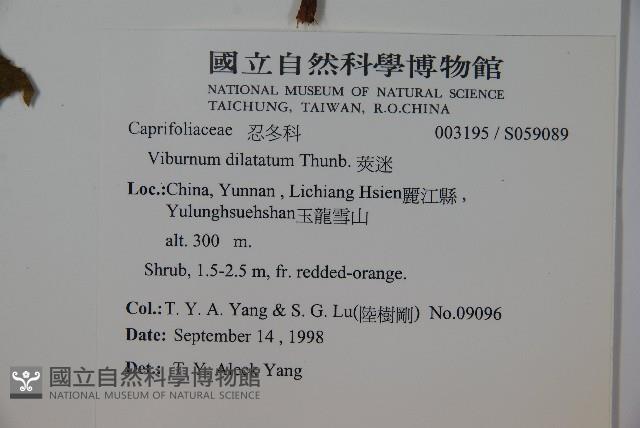 國立自然科學博物館
NATIONAL MUSEUM OF NATURAL SCIENCE
TAICHUNG, TAIWAN, R.O.CHINA
Caprifoliaceae 忍冬科 003195 / S059089
Viburnum dilatatum Thunb. 莢迷
Loc.:China, Yunnan , Lichiang Hsien麗江縣 ,
Yulunghsuehshan玉龍雪山
alt. 300 m.
Shrub, 1.5-2.5 m, fr. redded-orange.
Col.: T. Y. A. Yang & S. G. Lu(陸樹剛) No.09096
Date: September 14 , 1998
Det.: T. Y. Aleck Yang
國立自然科學博物館
NATIONAL MUSEUM OF NATURAL SCIENCE